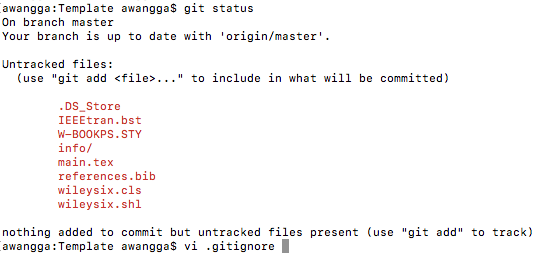 [awangga:Template awangga$ git status
On branch master
Your branch is up to date with 'origin/master'.
Untracked files:
(use "git add <file>..." to include in what will be committed)
.DS_Store
IEEEtran.bst
W-BOOKPS.STY
info/
main.tex
references.bib
wileysix.cls
wileysix.shl
nothing added to commit but untracked files present (use "git add" to track)
[awangga:Template awangga$ vi .gitignore